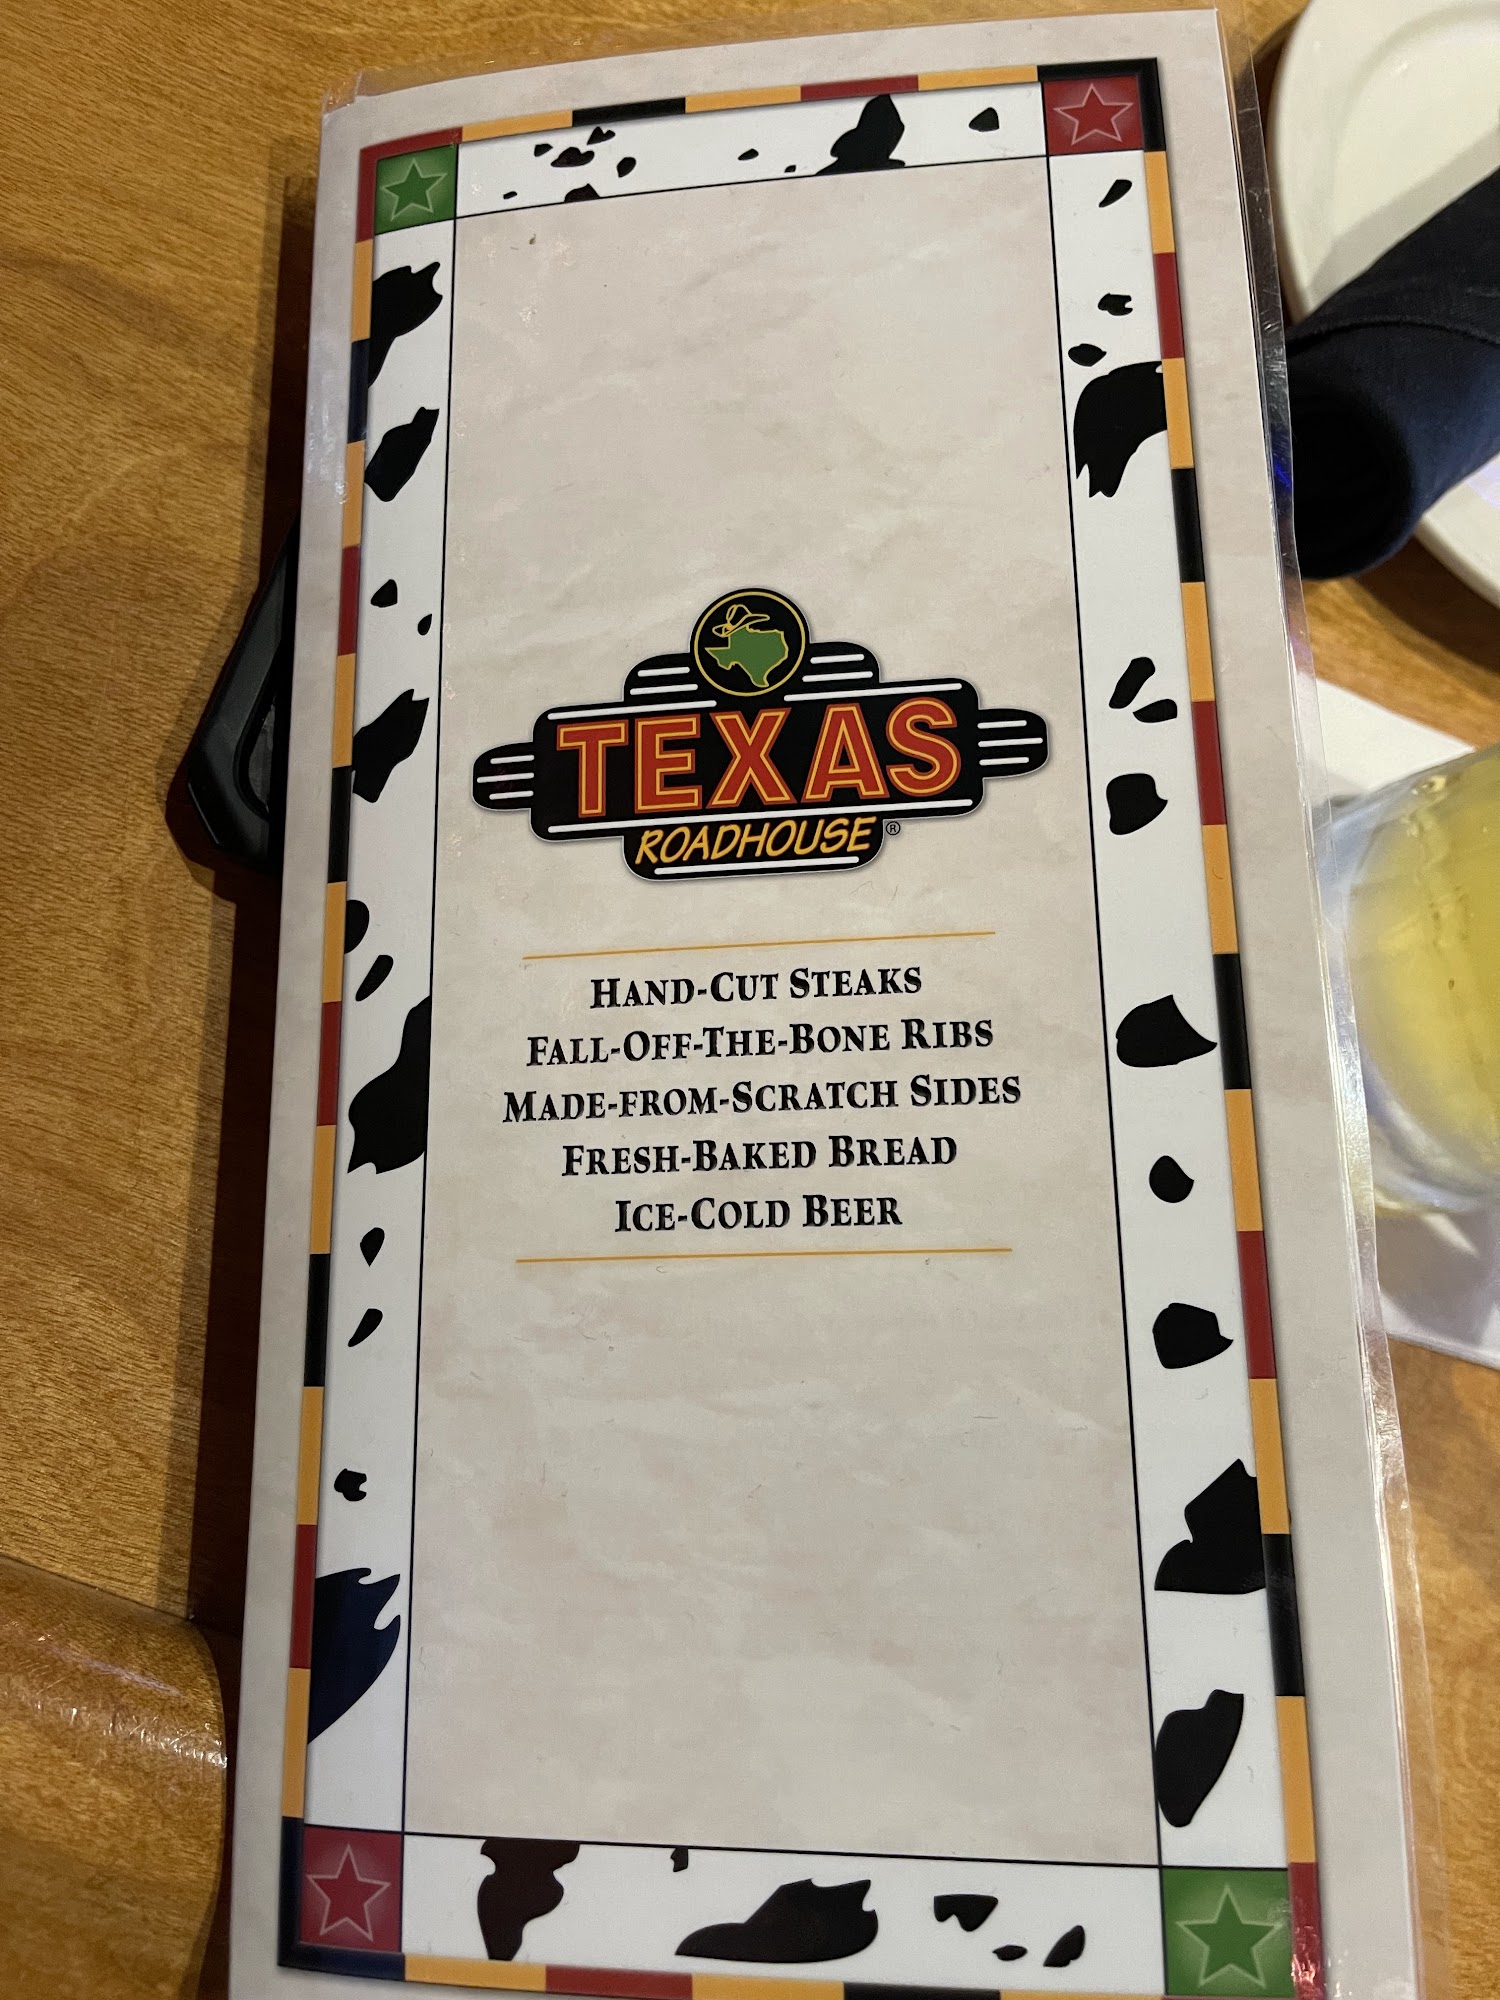 TEXAS
ROADHOUSE®
HAND-CUT STEAKS
FALL-OFF-THE-BONE RIBS
MADE-FROM-SCRATCH SIDES
FRESH-BAKED BREAD
ICE-COLD BEER